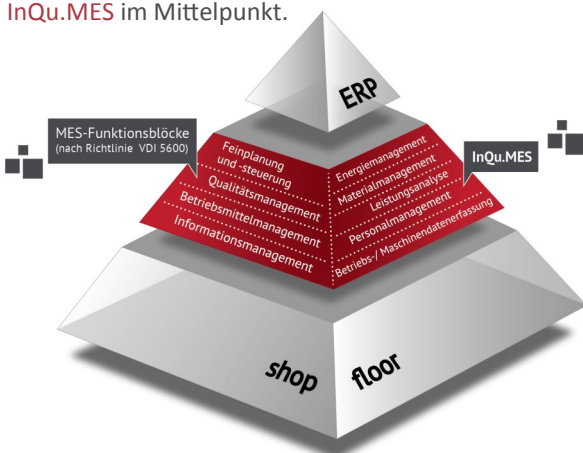 InQu.MES im Mittelpunkt.
ERP
MES-Funktionsblöcke
(nach Richtlinie VDI 5600)
InQu.MES
Feinplanung
und -steuerung
Qualitätsmanagement
Betriebsmittelmanagement
Informationsmanagement
Energiemanagement
Materialmanagement
Leistungsanalyse
Personalmanagement
Betriebs-/ Maschinendatenerfassung
shop floor